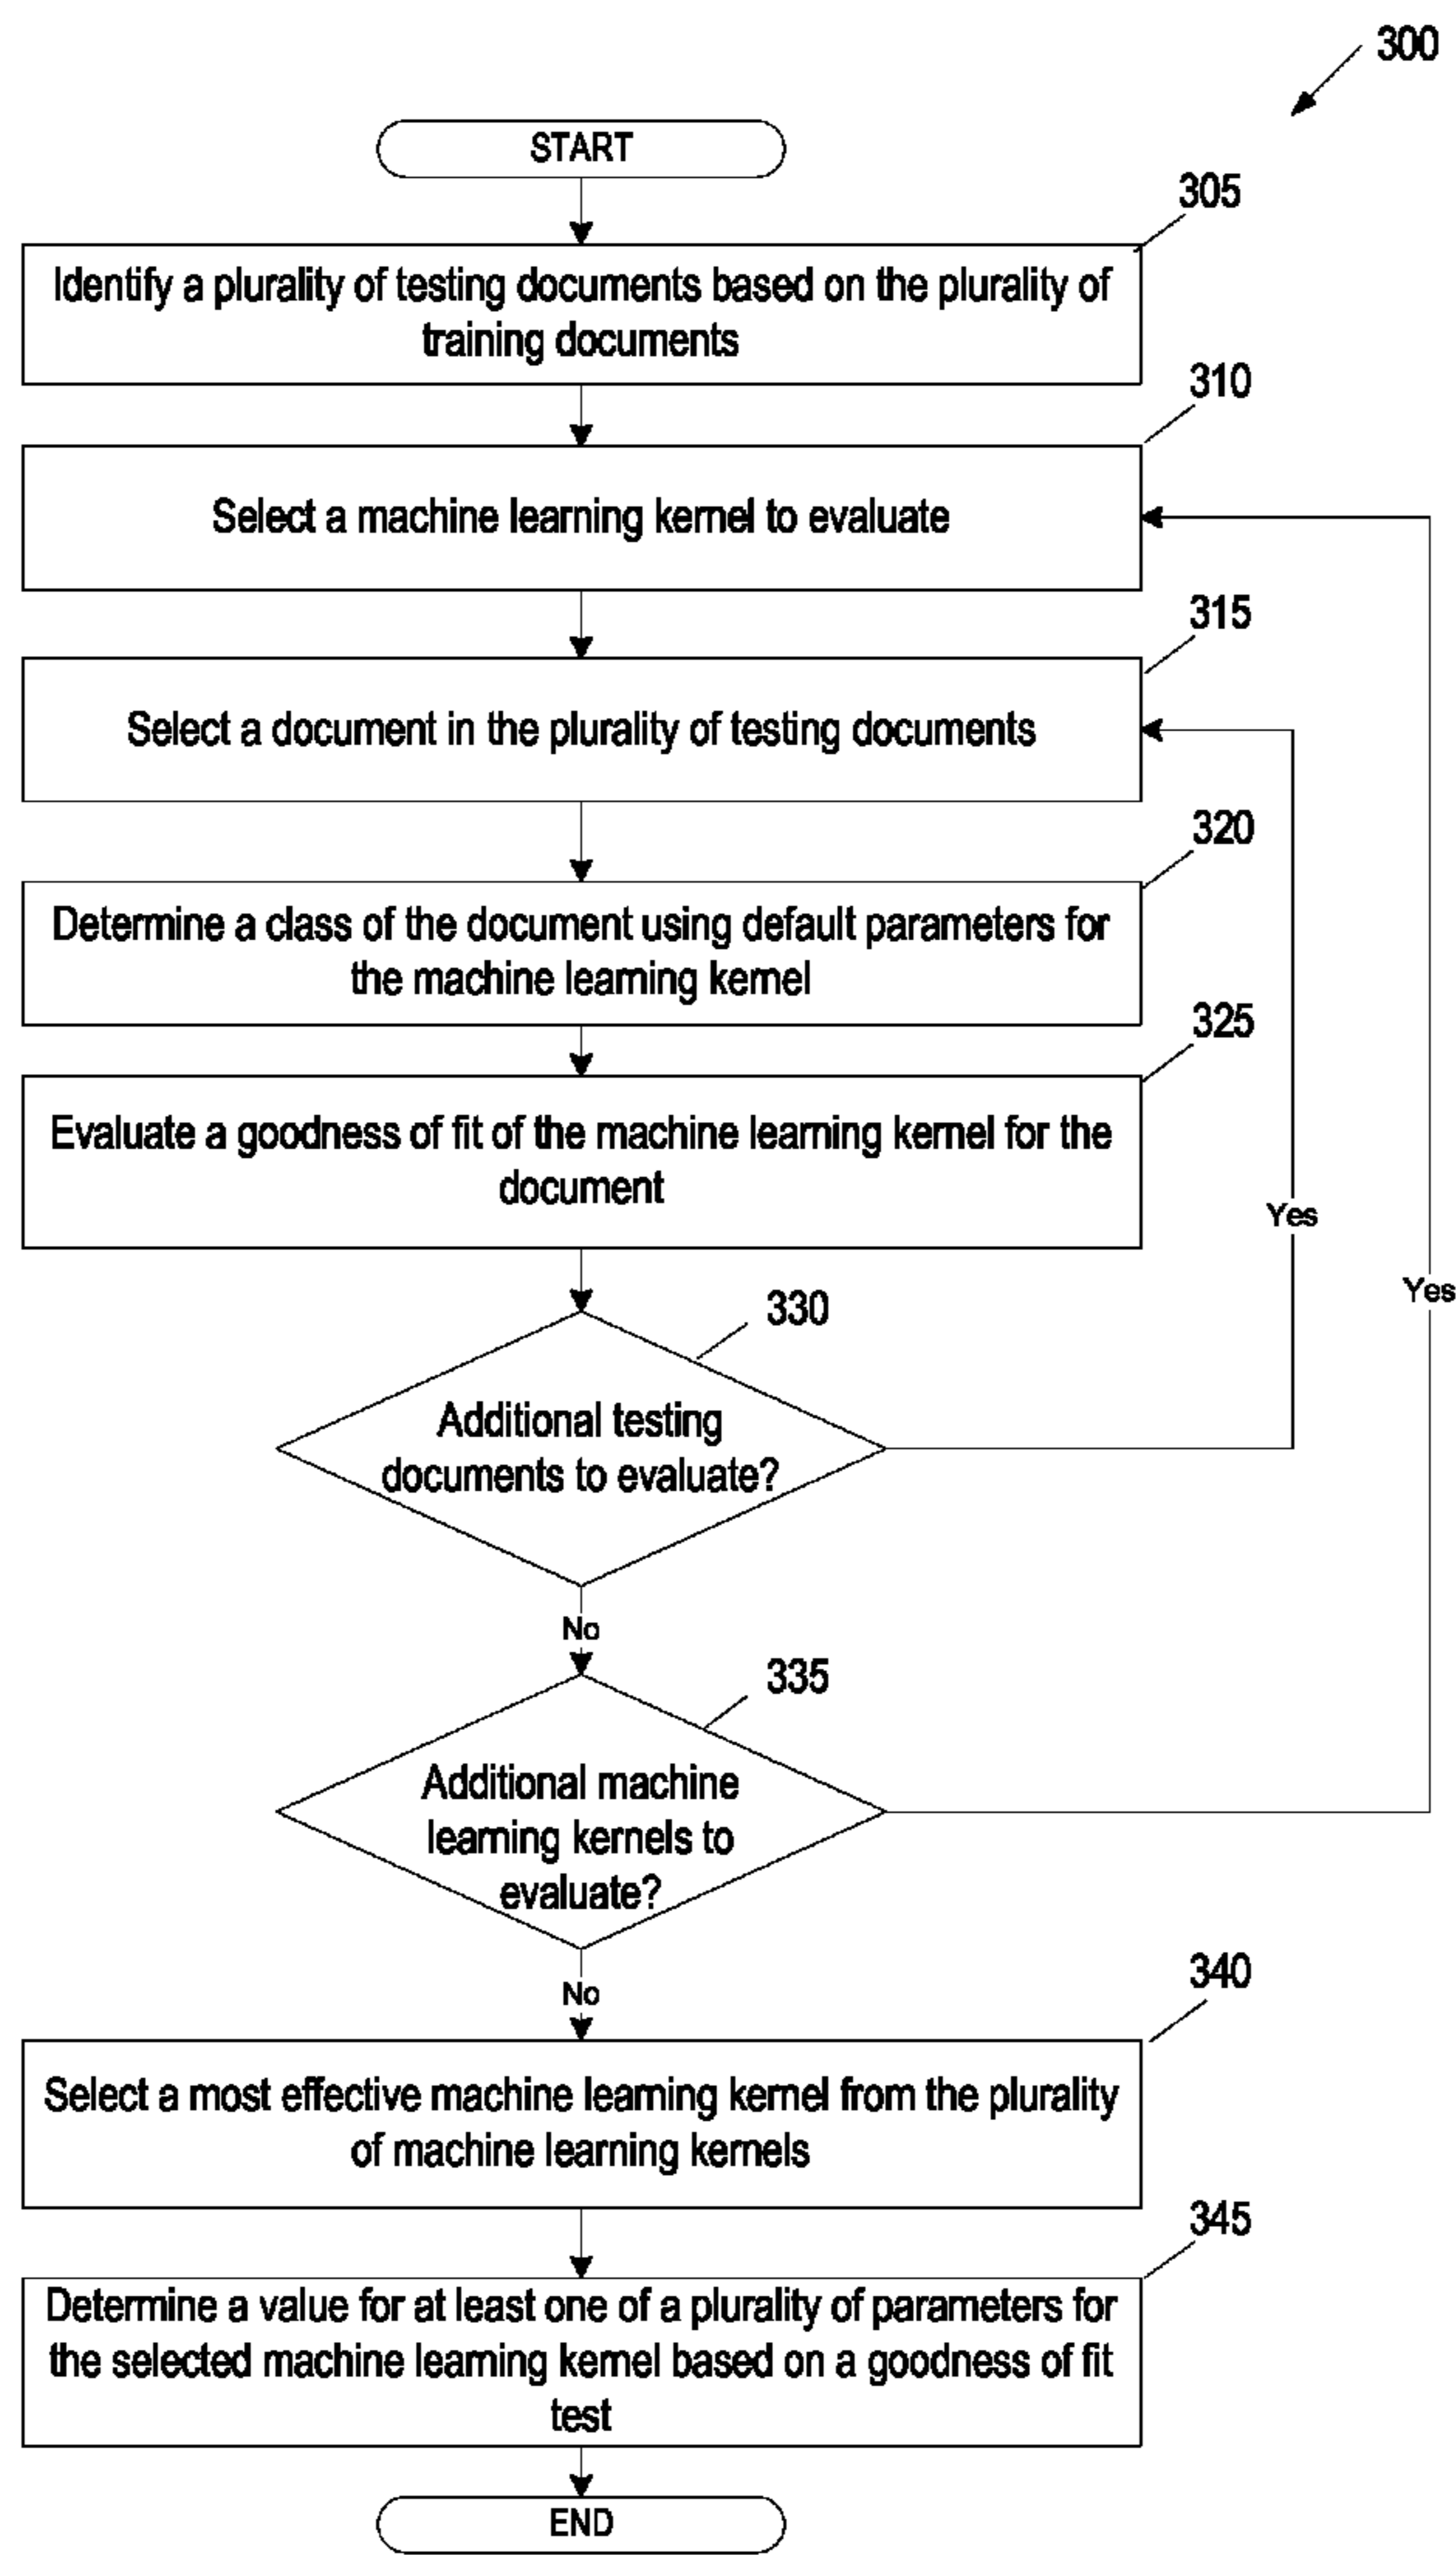 300
START
305
Identify a plurality of testing documents based on the plurality of
training documents
310
Select a machine learning kernel to evaluate
315
Select a document in the plurality of testing documents
320
Determine a class of the document using default parameters for
the machine learning kernel
325
Evaluate a goodness of fit of the machine learning kernel for the
document
Yes
Yes
330
Additional testing
documents to evaluate?
No
335
Additional machine
learning kernels to
evaluate?
No
340
Select a most effective machine learning kernel from the plurality
of machine learning kernels
345
Determine a value for at least one of a plurality of parameters for
the selected machine learning kernel based on a goodness of fit
test
END